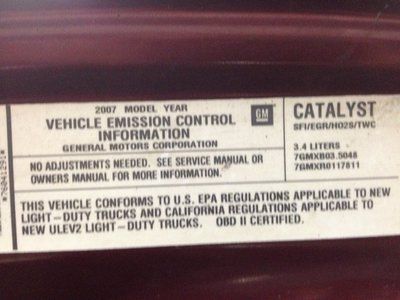 2007 MODEL YEAR
VEHICLE EMISSION CONTROL
INFORMATION
GENERAL MOTORS CORPORATION
GM
CATALYST
SFI/EGR/HO2S/TWC
3.4 LITERS
7GMXB03.5048
7GMXR0117811
NO ADJUSTMENTS NEEDED. SEE SERVICE MANUAL OR
OWNERS MANUAL FOR MORE INFORMATION.
THIS VEHICLE CONFORMS TO U.S. EPA REGULATIONS APPLICABLE TO NEW
LIGHT-DUTY TRUCKS AND CALIFORNIA REGULATIONS APPLICABLE TO
NEW ULEV2 LIGHT-DUTY TRUCKS. OBD II CERTIFIED.